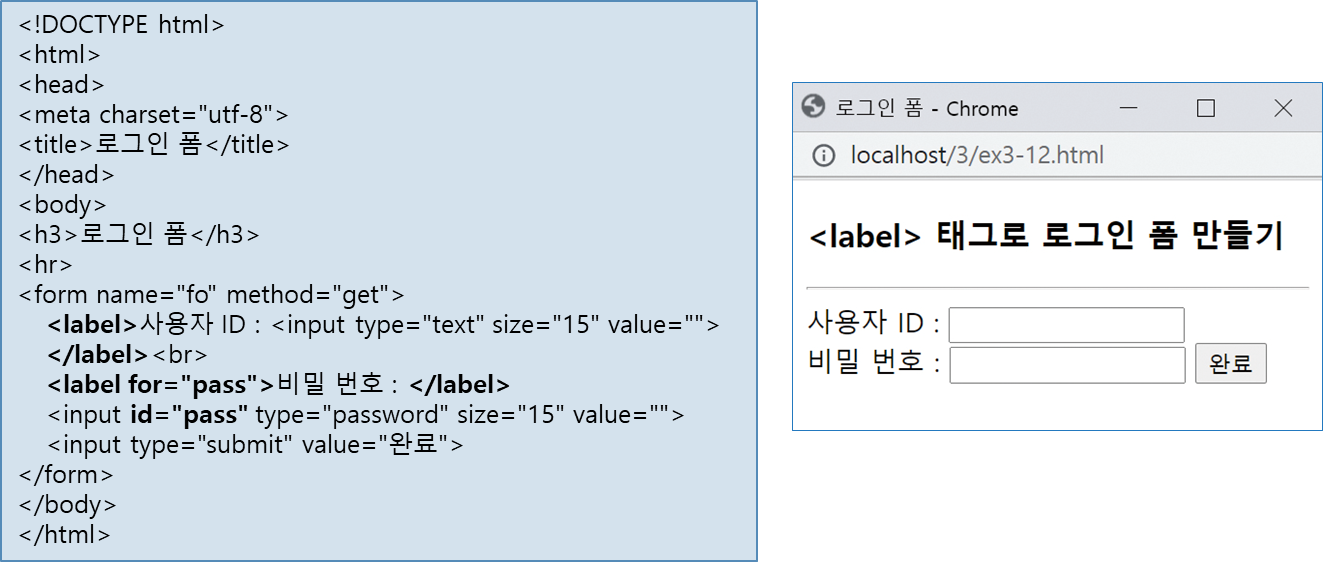 <!DOCTYPE html>
<html>
<head>
<meta charset="utf-8">
<title>로그인 폼</title>
</head>
<body>
<h3>로그인 폼</h3>
<hr>
<form name="fo" method="get">
<label>사용자 ID : <input type="text" size="15" value="">
</label><br>
<label for="pass">비밀 번호 : </label>
<input id="pass" type="password" size="15" value="">
<input type="submit" value="완료">
</form>
</body>
</html>
로그인 폼 - Chrome
localhost/3/ex3-12.html
<label> 태그로 로그인 폼 만들기
사용자 ID :
비밀 번호 : 완료